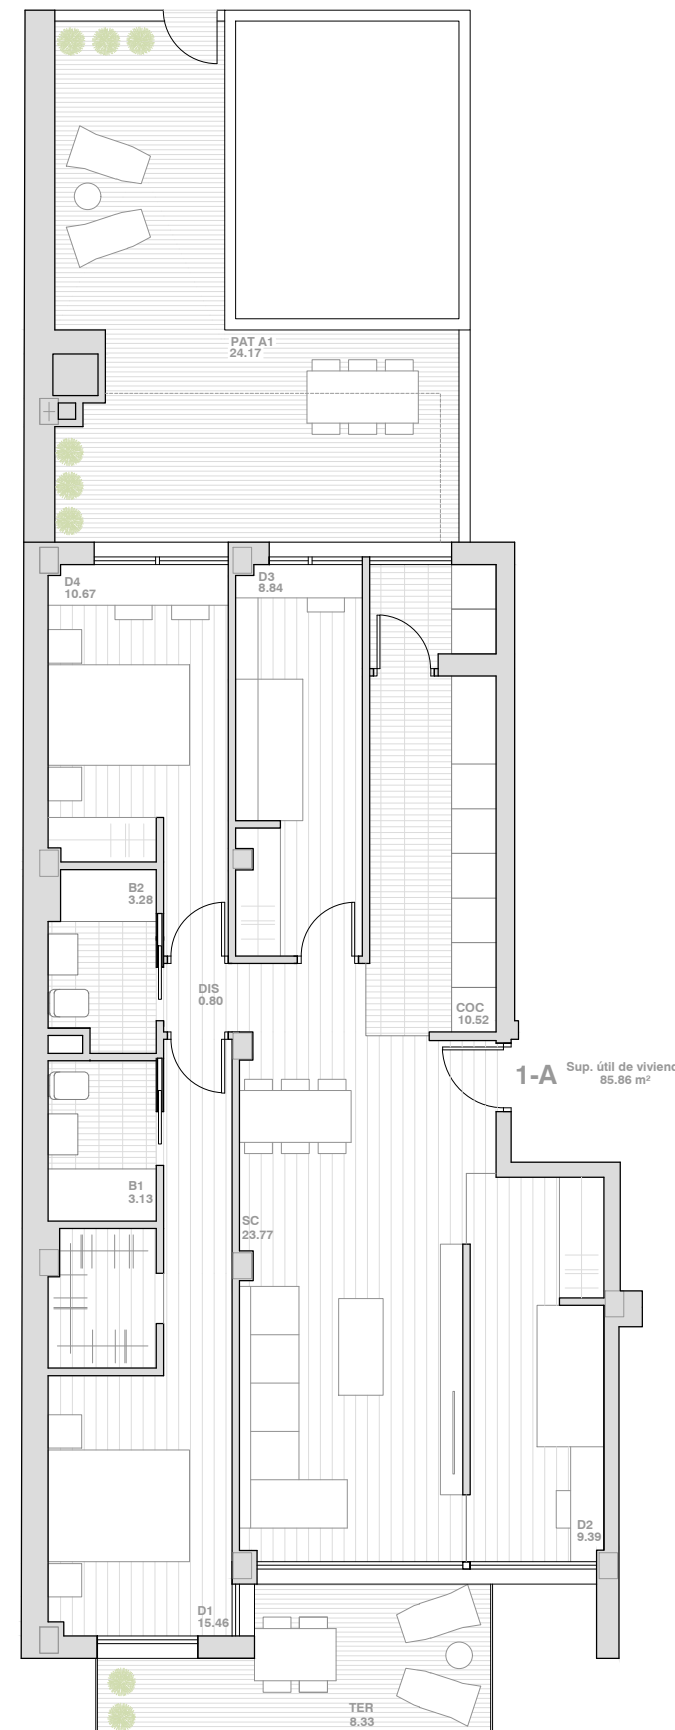 PAT A1
24.17
D4
10.67
D3
8.84
B2
3.28
DIS
0.80
COC
10.52
1-A
Sup. útil de
85.86 m²
B1
3.13
SC
23.77
D2
9.39
D1
15.46
TER
8.33